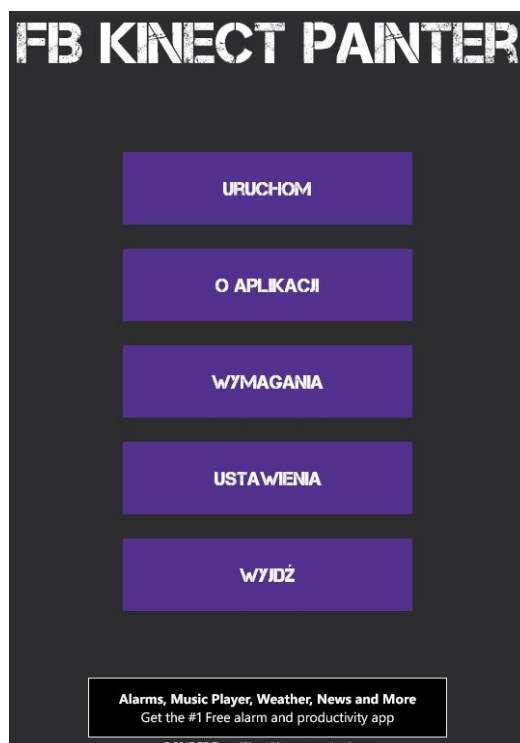 FB KINECT PAINTER
URUCHOM
O APLIKACJI
WYMAGANIA
USTAWIENIA
WYJDŹ
Alarms, Music Player, Weather, News and More
Get the #1 Free alarm and productivity app